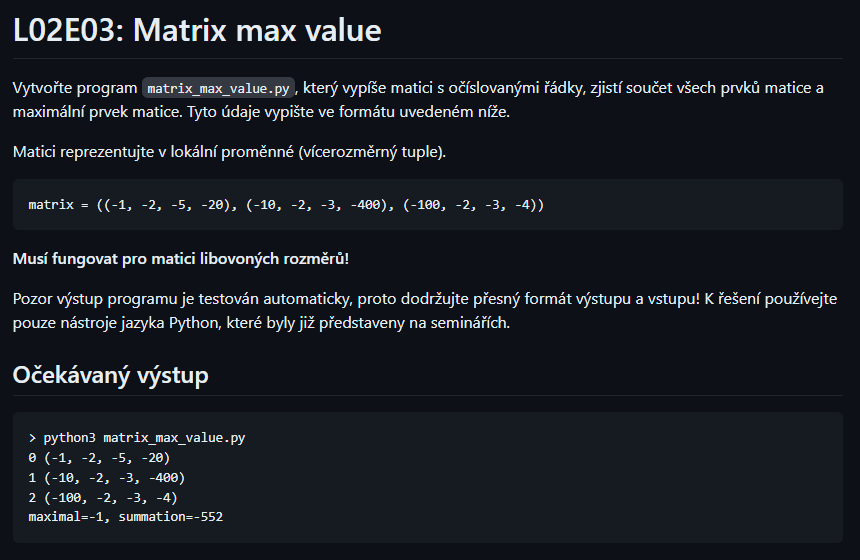 L02E03: Matrix max value
Vytvořte program matrix_max_value.py, který vypíše matici s očíslovanými řádky, zjistí součet všech prvků matice a
maximální prvek matice. Tyto údaje vypište ve formátu uvedeném níže.
Matici reprezentujte v lokální proměnné (vícerozměrný tuple).
matrix = ((-1, -2, -5, -20), (-10, -2, -3, -400), (-100, -2, -3, -4))
Musí fungovat pro matici libovoných rozměrů!
Pozor výstup programu je testován automaticky, proto dodržujte přesný formát výstupu a vstupu! K řešení používejte
pouze nástroje jazyka Python, které byly již představeny na seminářích.
Očekávaný výstup
> python3 matrix_max_value.py
0 (-1, -2, -5, -20)
1 (-10, -2, -3, -400)
2 (-100, -2, -3, -4)
maximal=-1, summation=-552